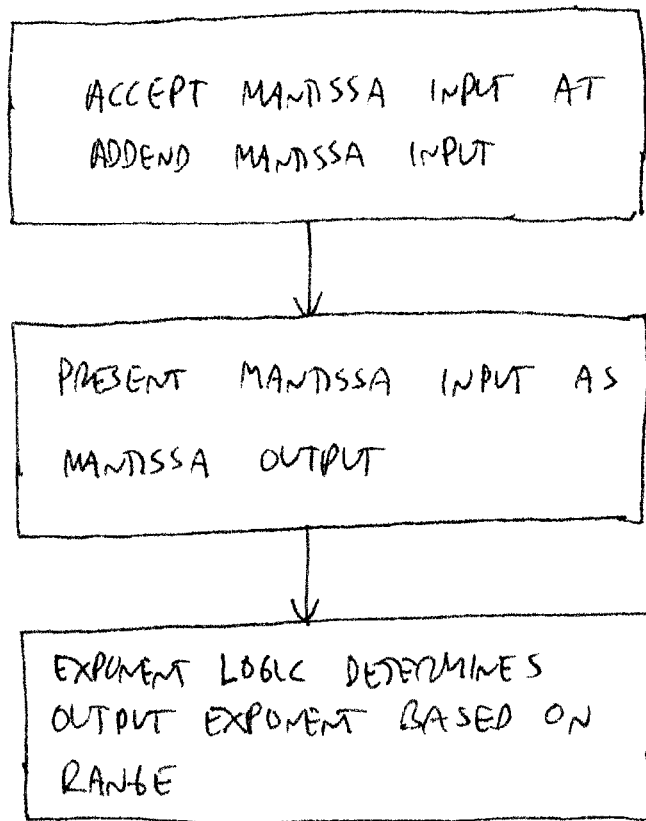 ACCEPT MANTISSA INPUT AT
ADDEND MANTISSA INPUT
PRESENT MANTISSA INPUT AS
MANTISSA OUTPUT
EXPONENT LOGIC DETERMINES
OUTPUT EXPONENT BASED ON
RANGE